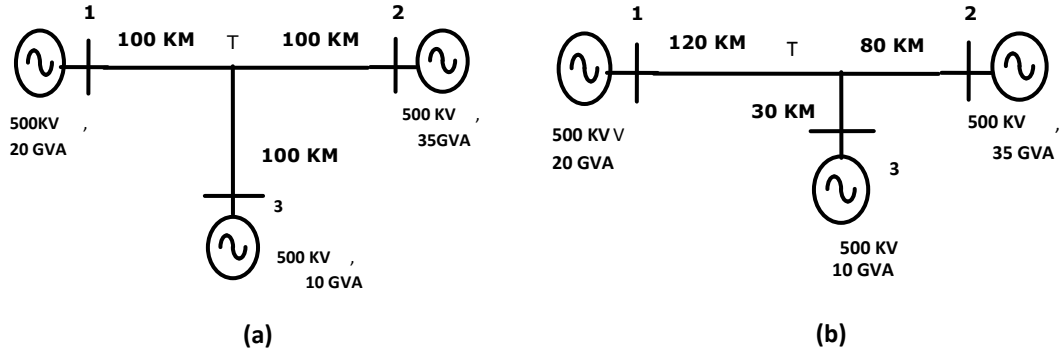 1
2
100 KM
T
100 KM
500KV ,
20 GVA
500 KV ,
35GVA
100 KM
3
500 KV ,
10 GVA
(a)
1
2
120 KM
T
80 KM
30 KM
500 KV V
20 GVA
500 KV ,
35 GVA
3
500 KV
10 GVA
(b)